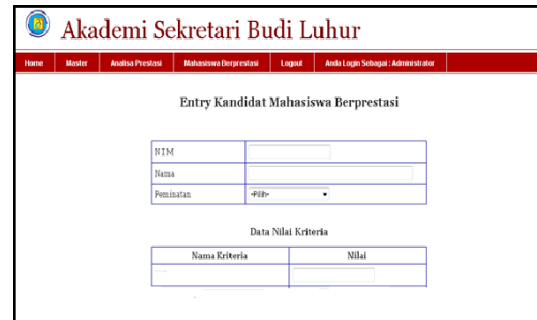 Akademi Sekretari Budi Luhur
Home Master Analisa Prestasi Mahasiswa Berprestasi Logout Anda Login Sebagai : Administrator
Entry Kandidat Mahasiswa Berprestasi
NIM
Nama
Peminatan -Pilih-
Data Nilai Kriteria
Nama Kriteria Nilai